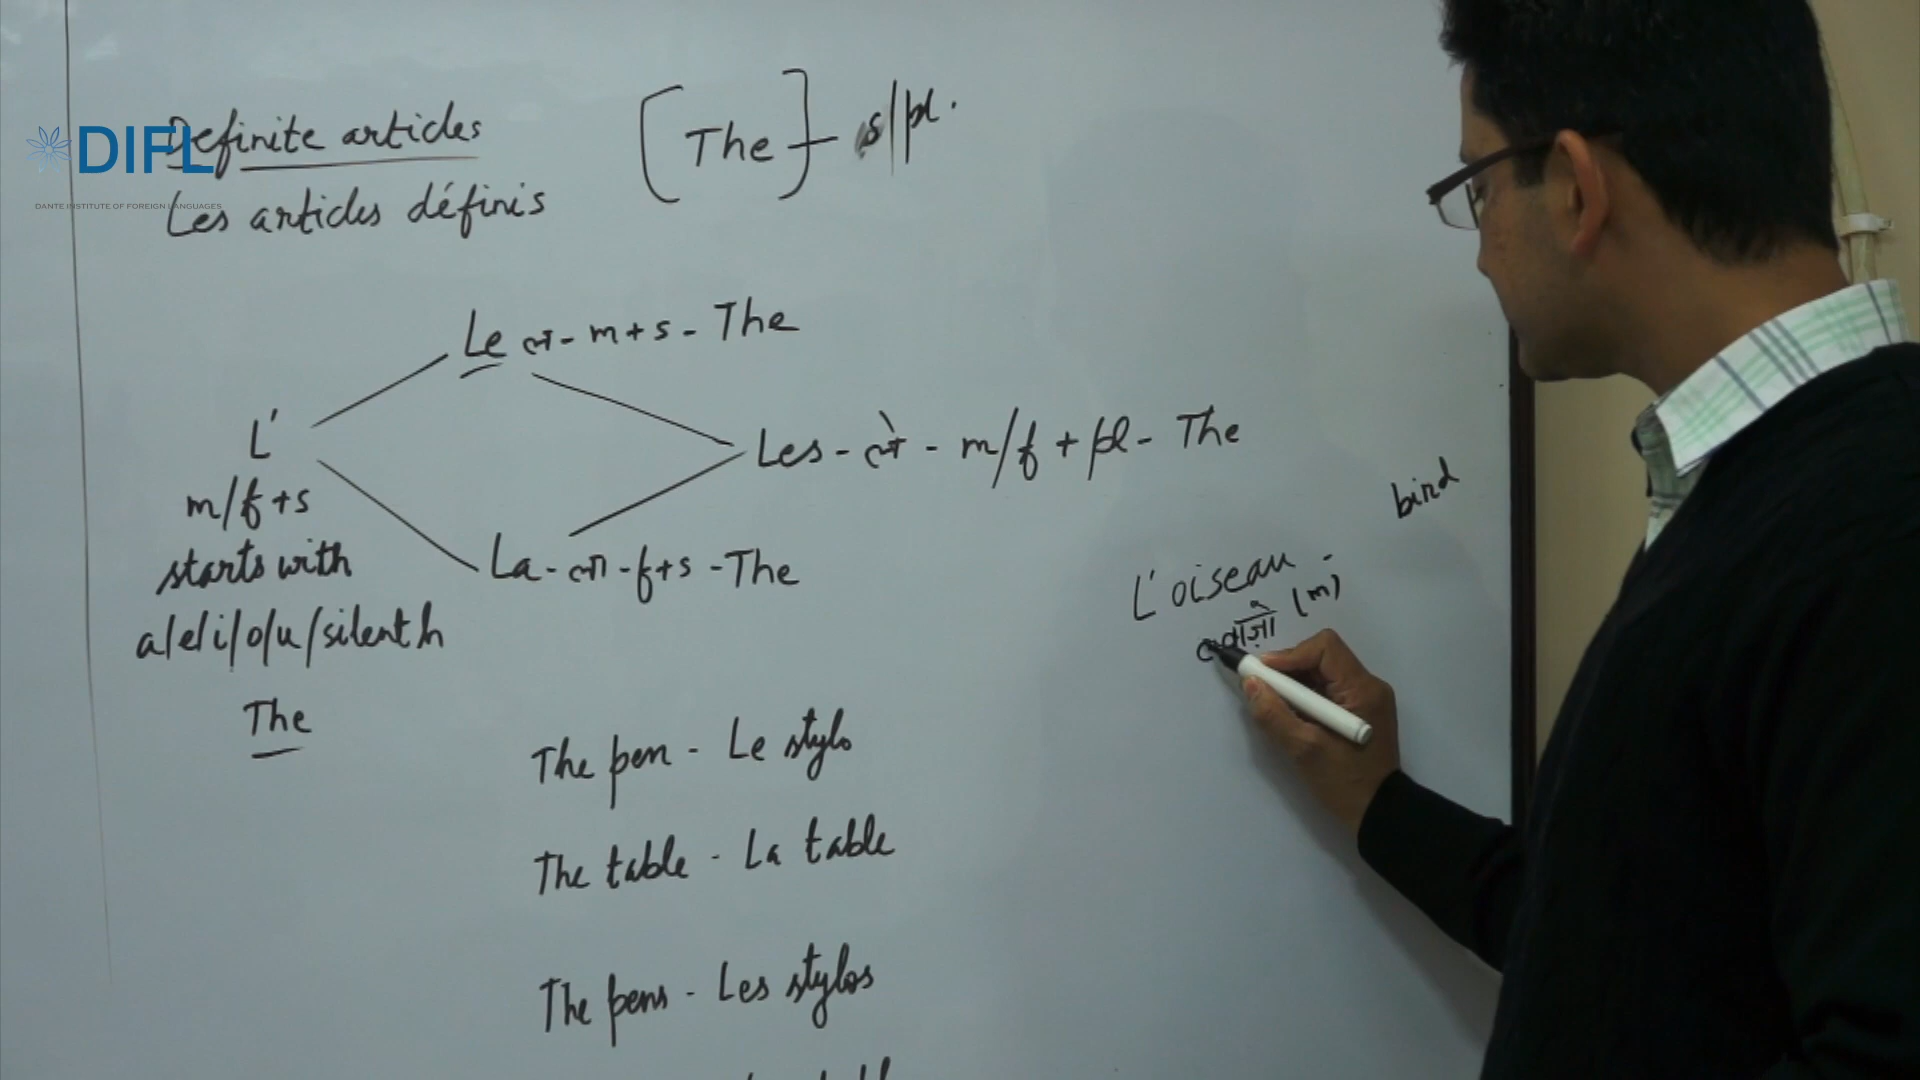 Definite articles
[The] - s/pl.
DIFL
DANTE INSTITUTE OF FOREIGN LANGUAGES
Les articles définis
Le ल - m + s - The
L'
m/f + s
starts with
a/e/i/o/u/silent h
The
Les - ले - m/f + pl - The
La - ला - f + s - The
bird
L'oiseau -
(m)
The pen - Le stylo
The table - La table
The pens - Les stylos